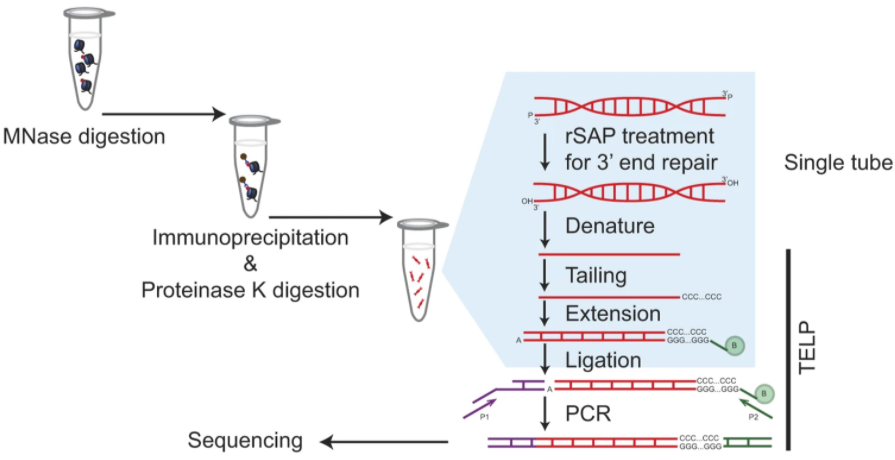 MNase digestion
Immunoprecipitation
&
Proteinase K digestion
3' P
P 3'
rSAP treatment
for 3' end repair
Single tube
3' OH
OH 3'
Denature
Tailing
CCC...CCC
Extension
CCC...CCC
A GGG...GGG B
Ligation
CCC...CCC
A GGG...GGG B
P1 P2
PCR
TELP
Sequencing
CCC...CCC
GGG...GGG